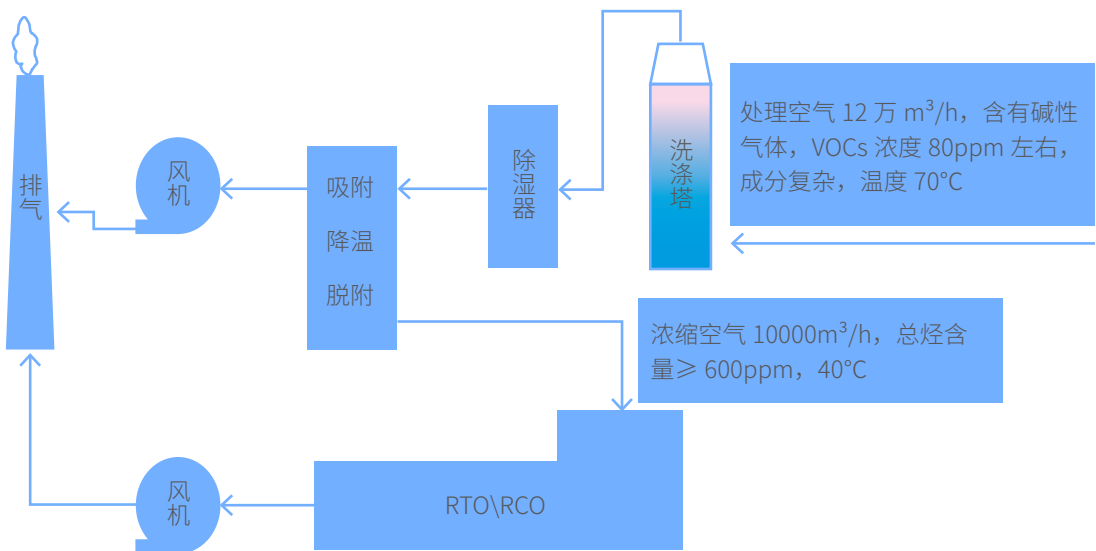 处理空气 12 万 m³/h，含有碱性
气体，VOCs 浓度 80ppm 左右，
成分复杂，温度 70℃
洗涤塔
除湿器
吸附
降温
脱附
风机
排气
浓缩空气 10000m³/h，总烃含
量≥ 600ppm，40℃
RTO\RCO
风机